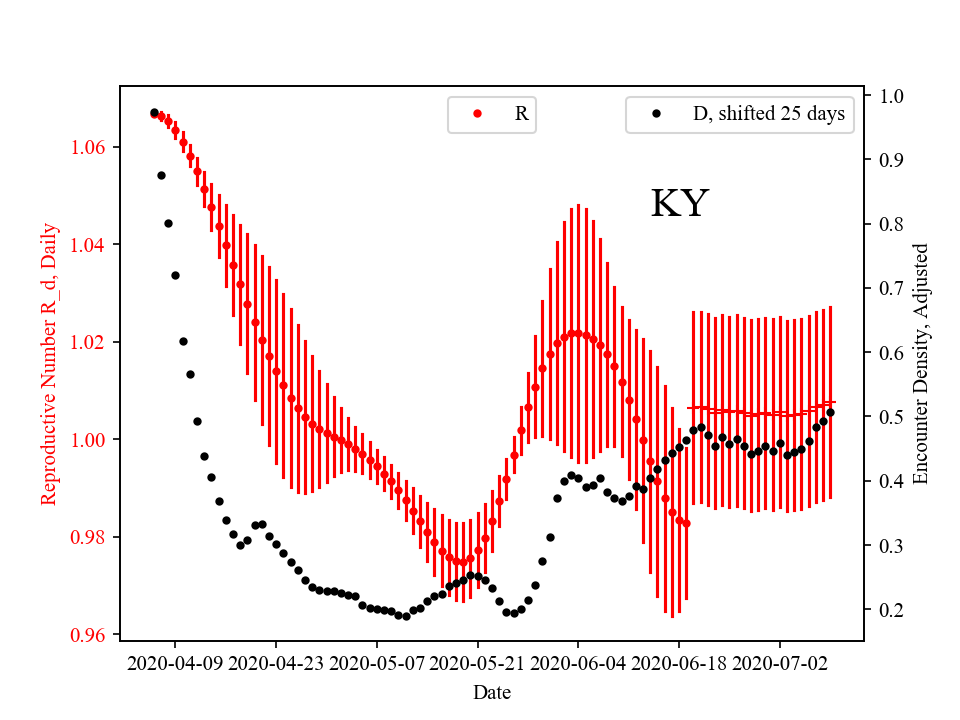 R
D, shifted 25 days
KY
Reproductive Number R_d, Daily
1.06
1.04
1.02
1.00
0.98
0.96
1.0
0.9
0.8
0.7
0.6
0.5
0.4
0.3
0.2
Encounter Density, Adjusted
2020-04-09 2020-04-23 2020-05-07 2020-05-21 2020-06-04 2020-06-18 2020-07-02
Date